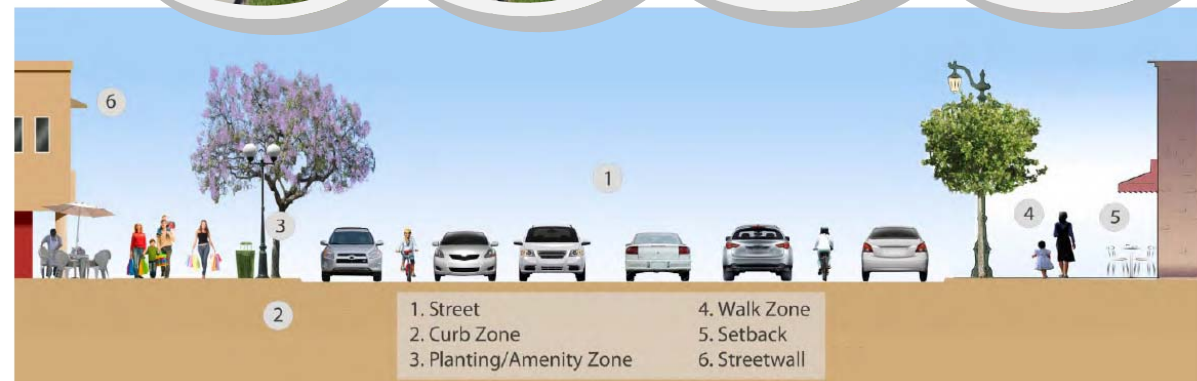 6
1
3
4
5
2
1. Street
2. Curb Zone
3. Planting/Amenity Zone
4. Walk Zone
5. Setback
6. Streetwall